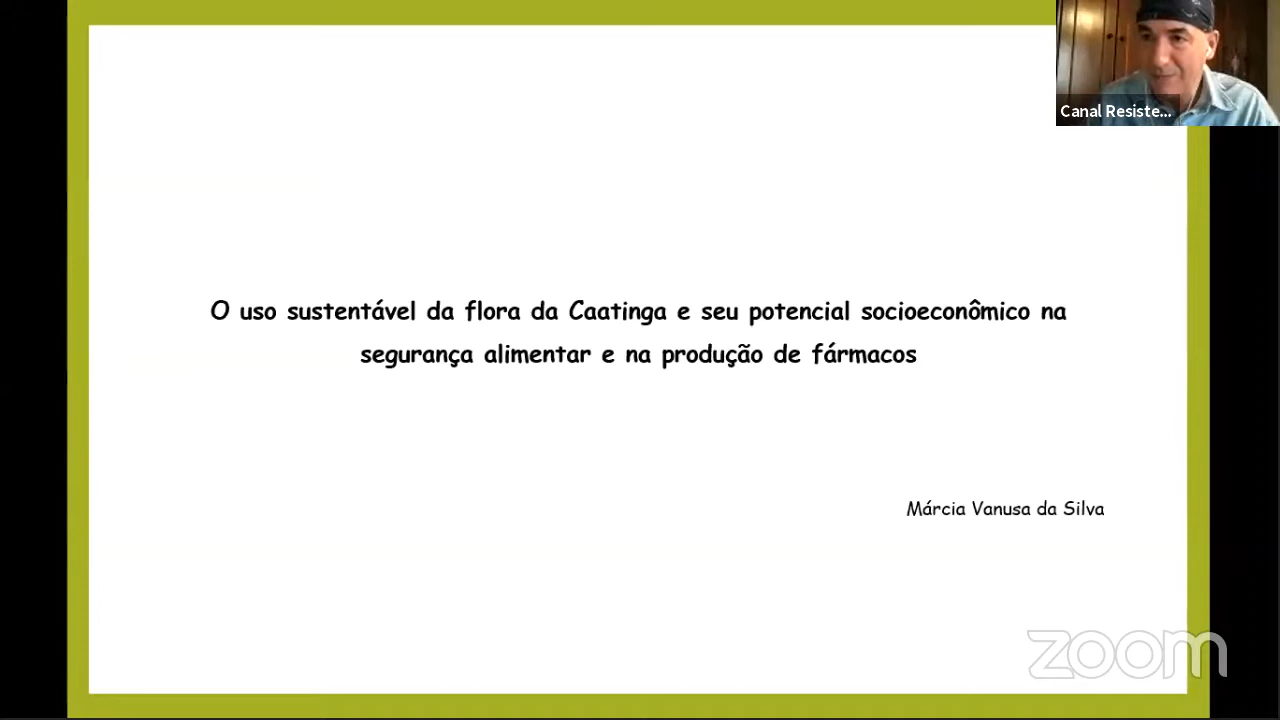 Canal Resiste...
O uso sustentável da flora da Caatinga e seu potencial socioeconômico na
segurança alimentar e na produção de fármacos
Márcia Vanusa da Silva
zoom